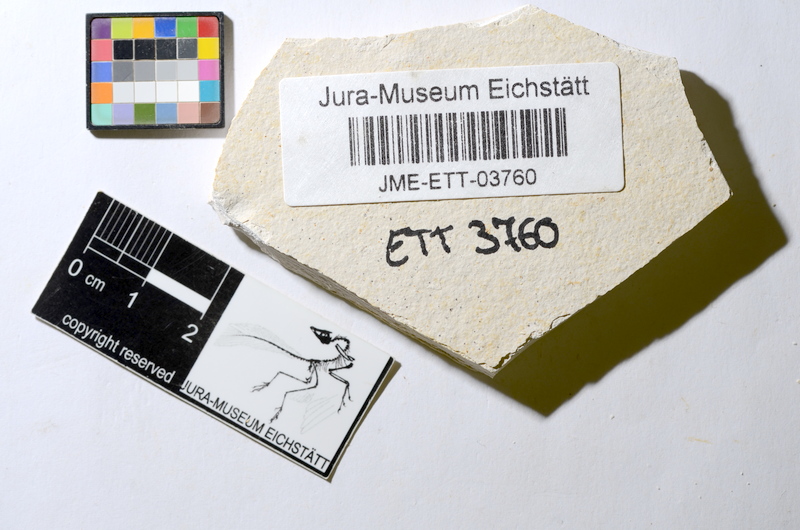 Jura-Museum Eichstätt
JME-ETT-03760
ETT 3760
0 cm 1 2
copyright reserved
JURA-MUSEUM EICHSTÄTT